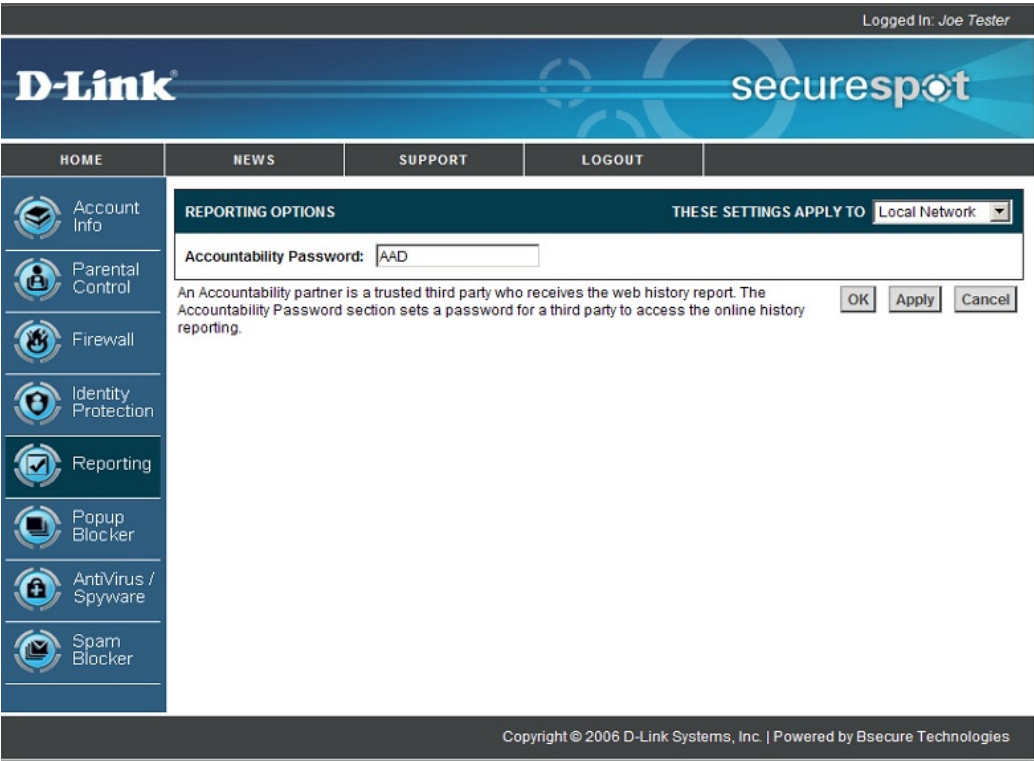 Logged In: Joe Tester
D-Link®
securespot
HOME NEWS SUPPORT LOGOUT
Account
Info
Parental
Control
Firewall
Identity
Protection
Reporting
Popup
Blocker
AntiVirus /
Spyware
Spam
Blocker
REPORTING OPTIONS THESE SETTINGS APPLY TO Local Network
Accountability Password: AAD
An Accountability partner is a trusted third party who receives the web history report. The
Accountability Password section sets a password for a third party to access the online history
reporting.
OK Apply Cancel
Copyright © 2006 D-Link Systems, Inc. | Powered by Bsecure Technologies